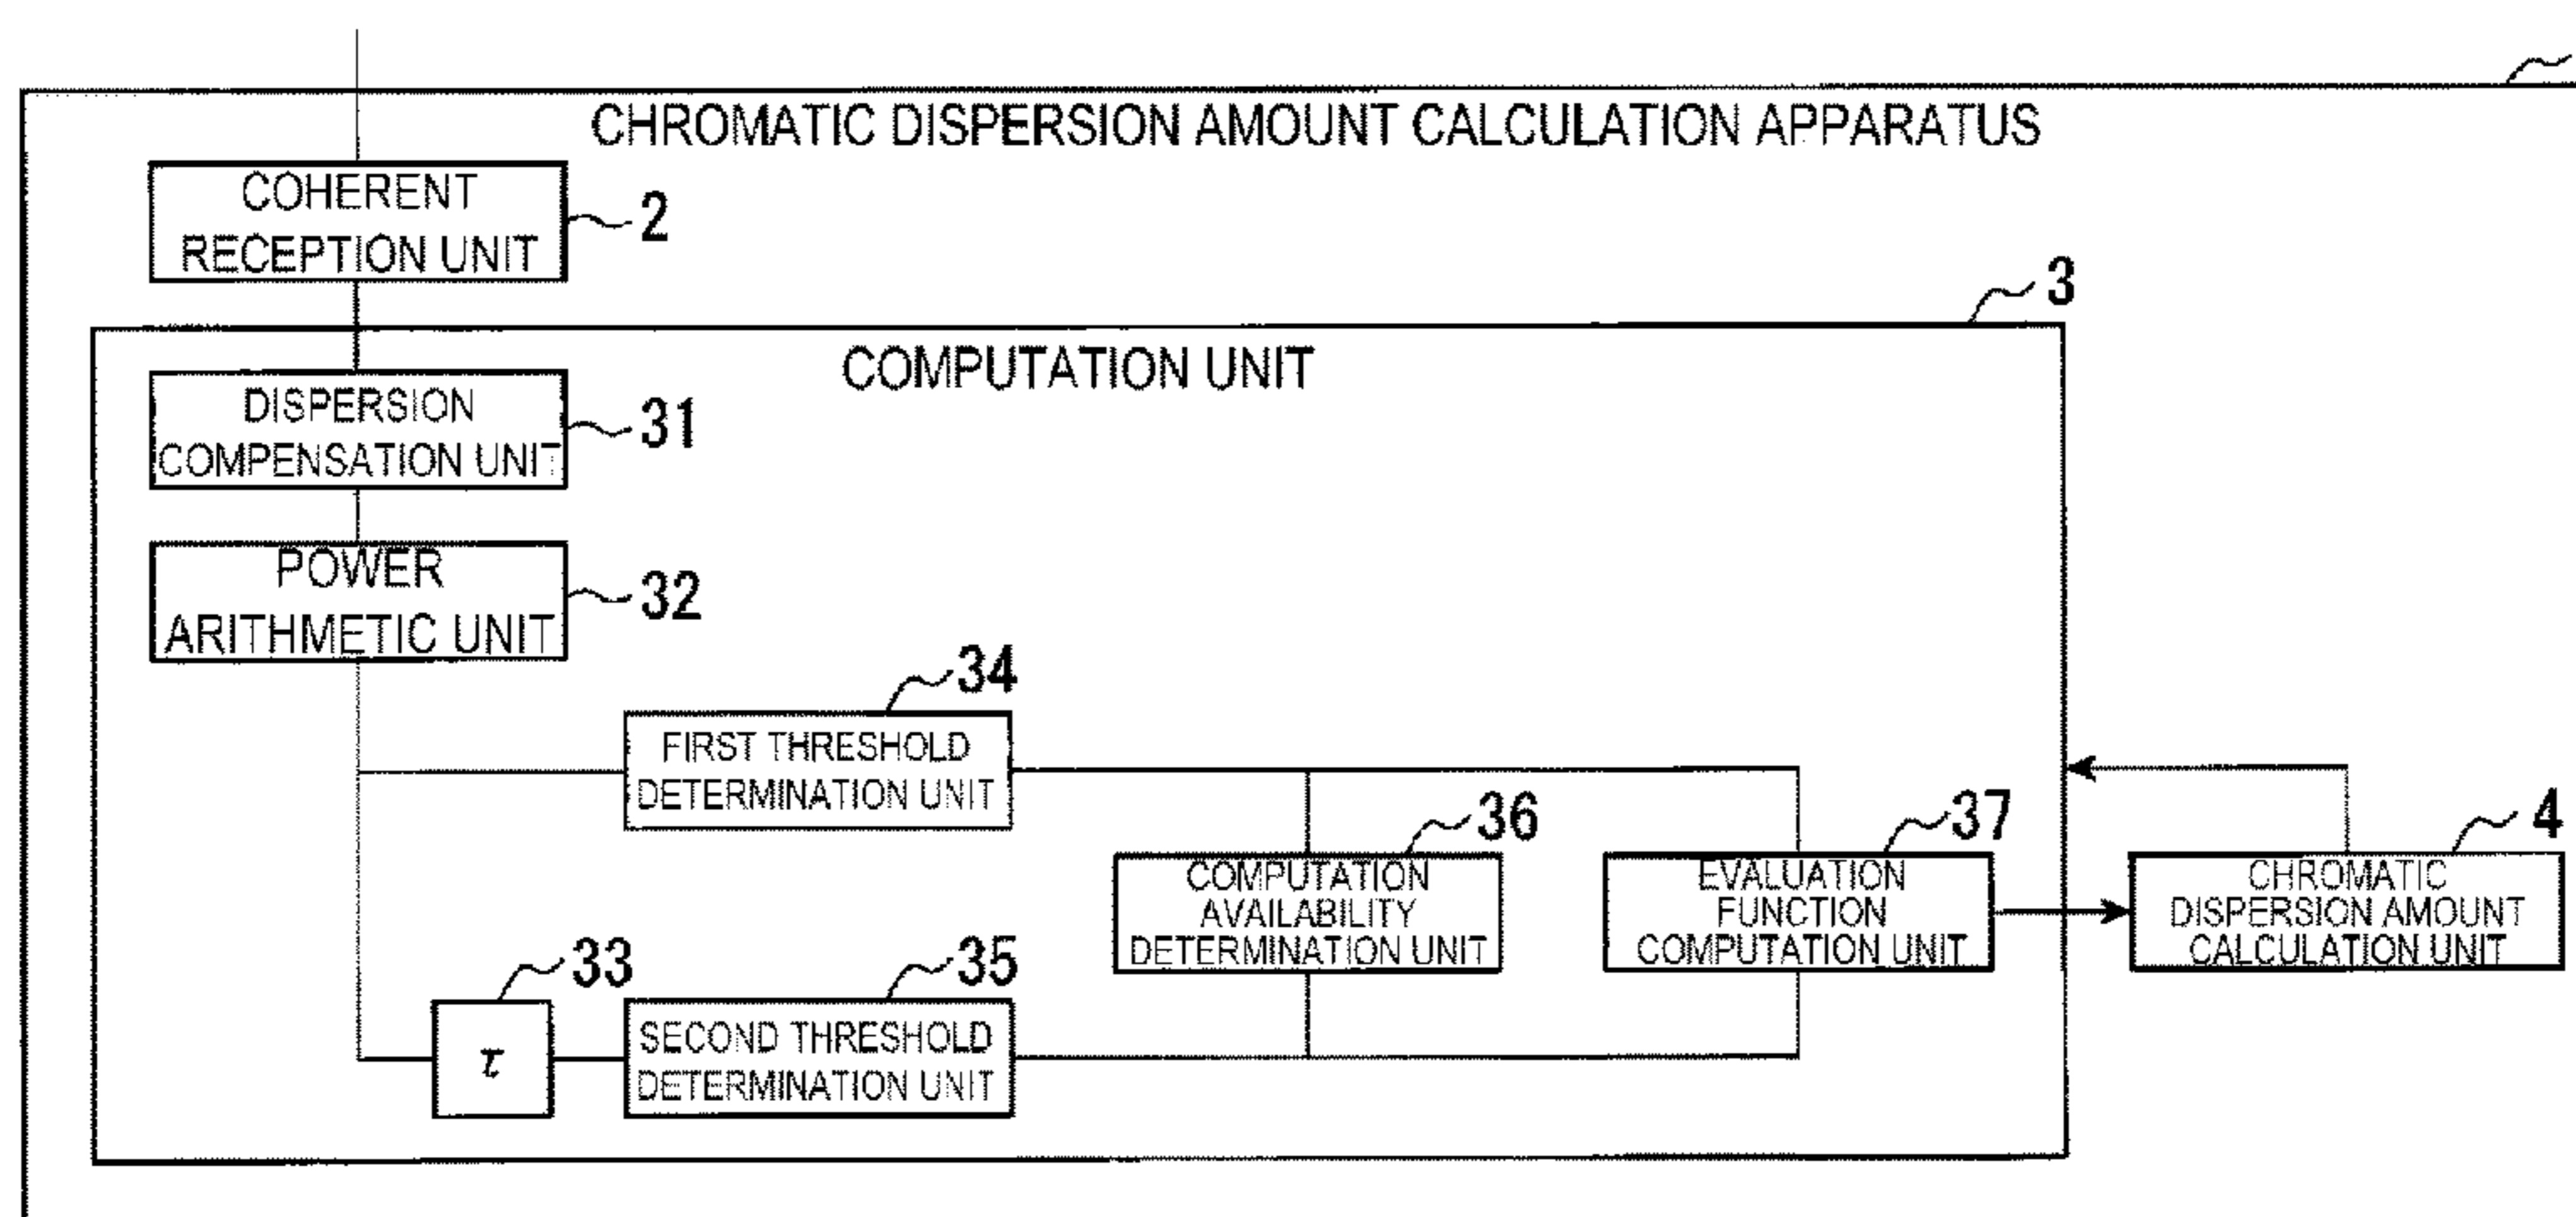 CHROMATIC DISPERSION AMOUNT CALCULATION APPARATUS
COHERENT
RECEPTION UNIT
2
3
COMPUTATION UNIT
DISPERSION
COMPENSATION UNIT
31
POWER
ARITHMETIC UNIT
32
34
FIRST THRESHOLD
DETERMINATION UNIT
36
COMPUTATION
AVAILABILITY
DETERMINATION UNIT
37
EVALUATION
FUNCTION
COMPUTATION UNIT
4
CHROMATIC
DISPERSION AMOUNT
CALCULATION UNIT
33
τ
35
SECOND THRESHOLD
DETERMINATION UNIT